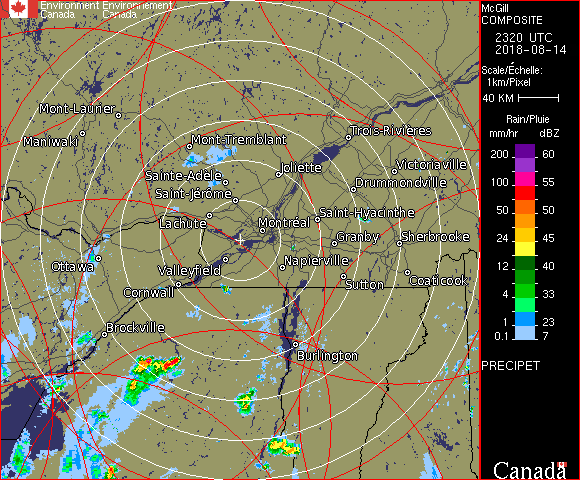 Environment Environnement
Canada Canada
McGill
COMPOSITE
2320 UTC
2018-08-14
Scale/Échelle:
1km/Pixel
40 KM
Rain/Pluie
mm/hr dBZ
200 60
100 55
50 50
24 45
12 40
4 33
1 23
0.1 7
PRECIPET
Canada
Mont-Laurier
Maniwaki
Mont-Tremblant
Trois-Rivières
Joliette
Victoriaville
Sainte-Adèle
Drummondville
Saint-Jérôme
Lachute
Montréal
Saint-Hyacinthe
Granby
Sherbrooke
Ottawa
Valleyfield
Napierville
Cornwall
Sutton
Coaticook
Brockville
Burlington